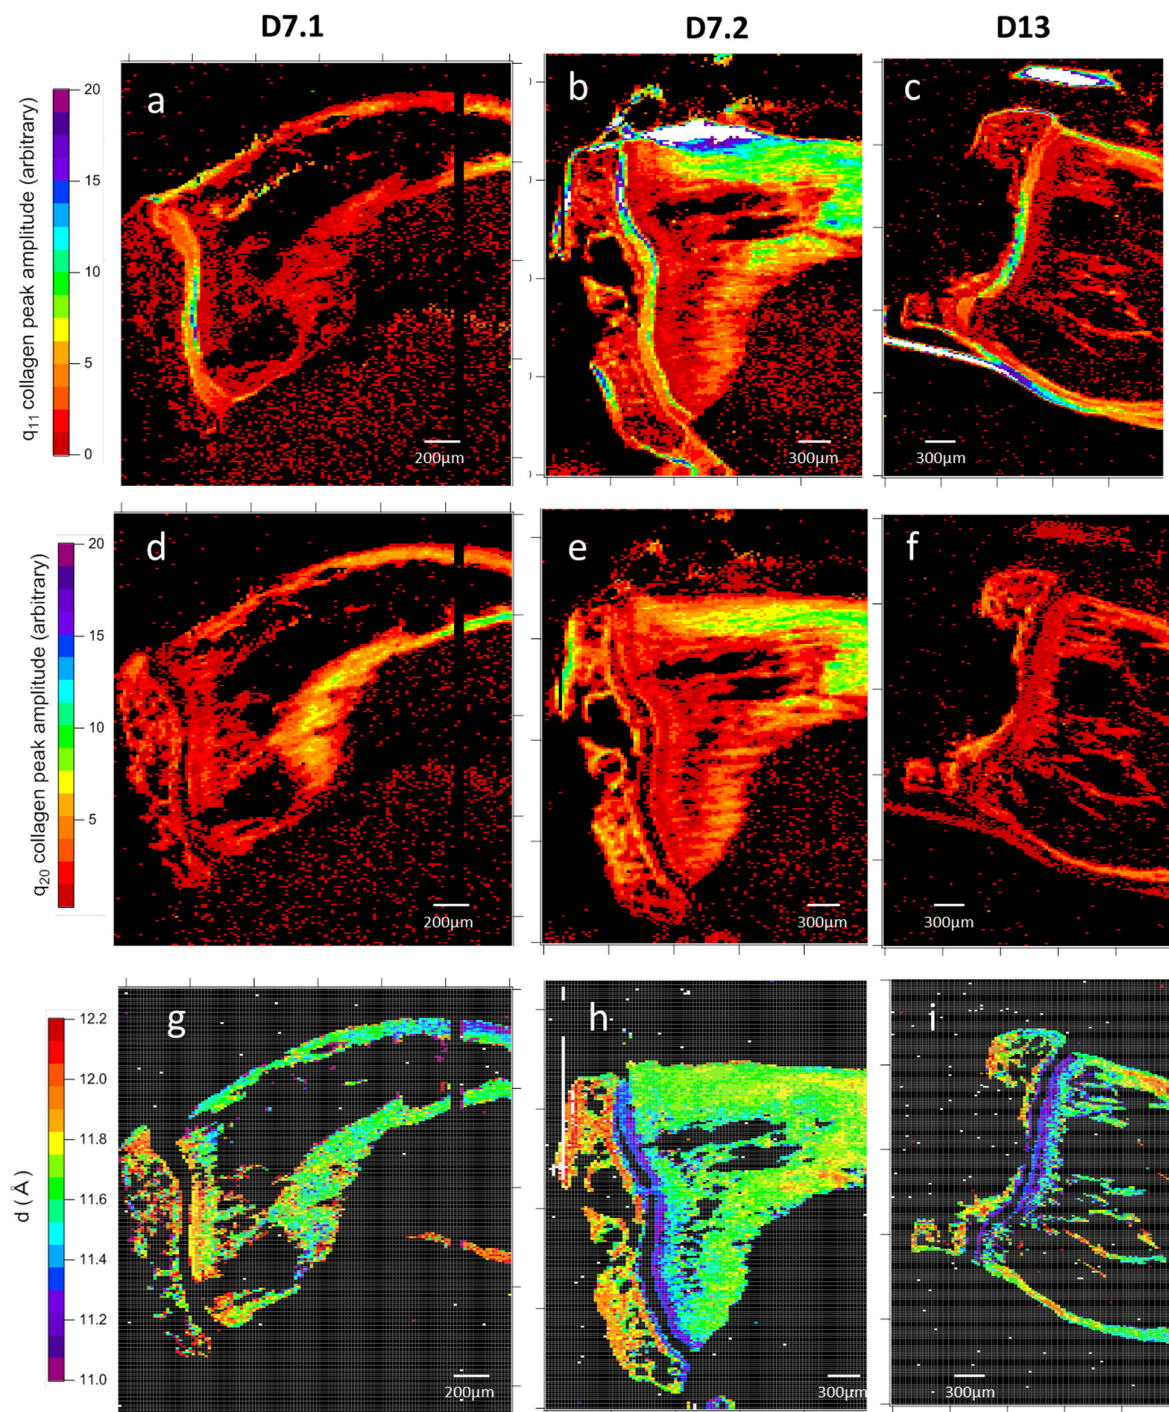 D7.1 D7.2 D13
a b c
q11 collagen peak amplitude (arbitrary)
20
15
10
5
0
200µm 300µm 300µm
d e f
q20 collagen peak amplitude (arbitrary)
20
15
10
5
200µm 300µm 300µm
g h i
d (Å)
12.2
12.0
11.8
11.6
11.4
11.2
11.0
200µm 300µm 300µm